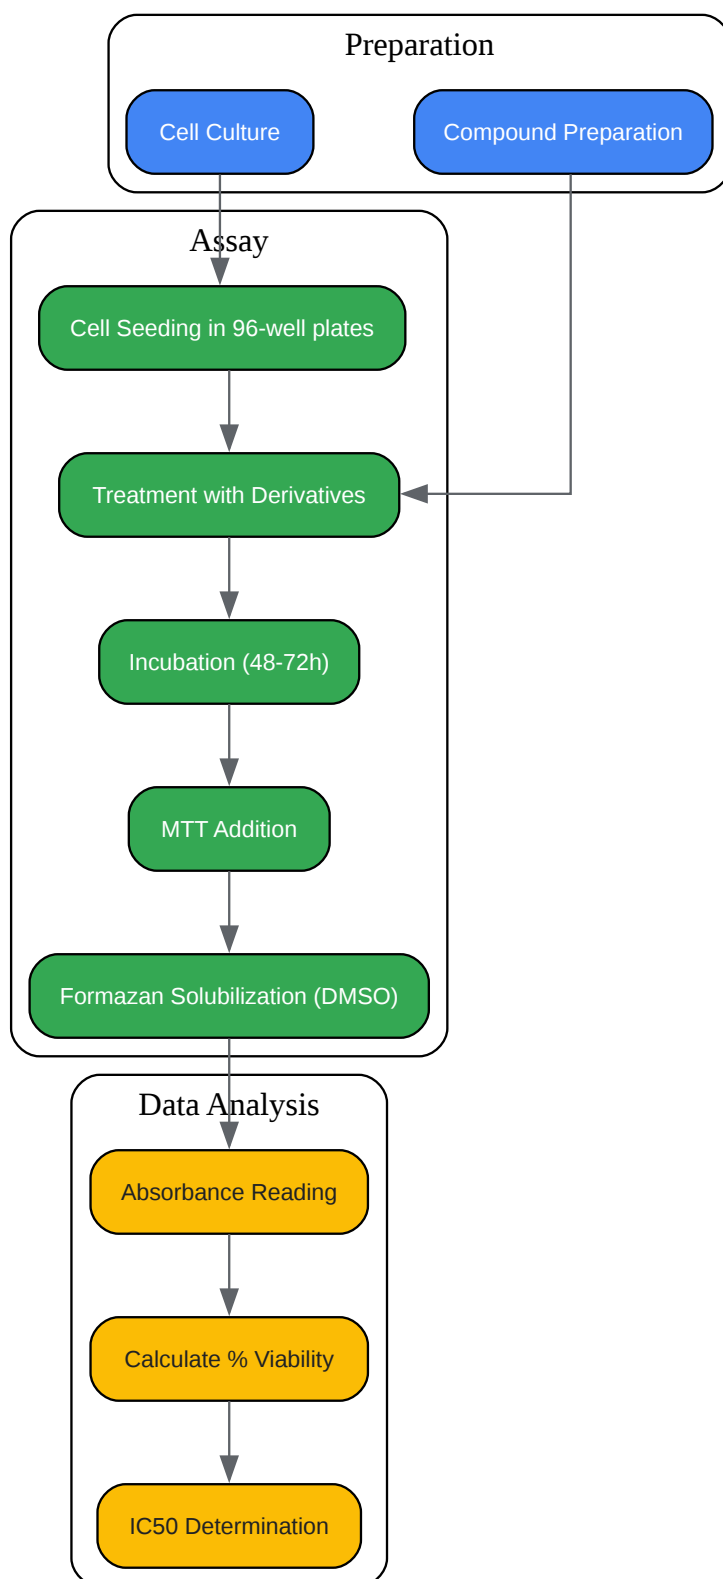 Preparation
Cell Culture
Compound Preparation
Assay
Cell Seeding in 96-well plates
Treatment with Derivatives
Incubation (48-72h)
MTT Addition
Formazan Solubilization (DMSO)
Data Analysis
Absorbance Reading
Calculate % Viability
IC50 Determination